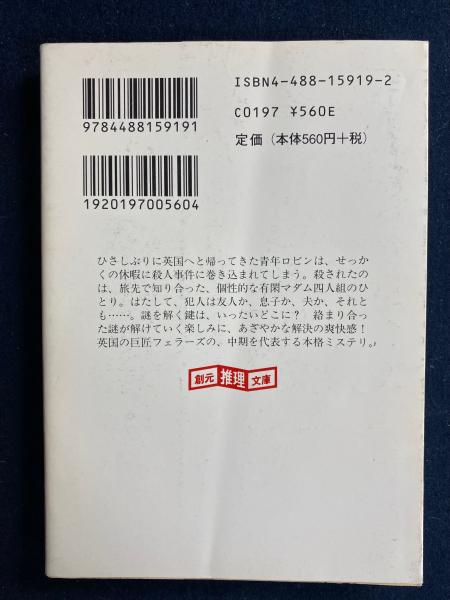 ISBN4-488-15919-2
C0197 ¥560E
定価（本体560円+税）
9784488159191
1920197005604
ひさしぶりに英国へと帰ってきた青年ロビンは、せっか
くの休暇に殺人事件に巻き込まれてしまう。殺されたの
は、旅先で知り合った、個性的な有閑マダム四人組のひ
とり。はたして、犯人は友人か、息子か、夫か、それと
も……。謎を解く鍵は、いったいどこに？　絡まり合っ
た謎が解けていく楽しみに、あざやかな解決の爽快感！
英国の巨匠フェラーズの、中期を代表する本格ミステリ。
創元推理文庫